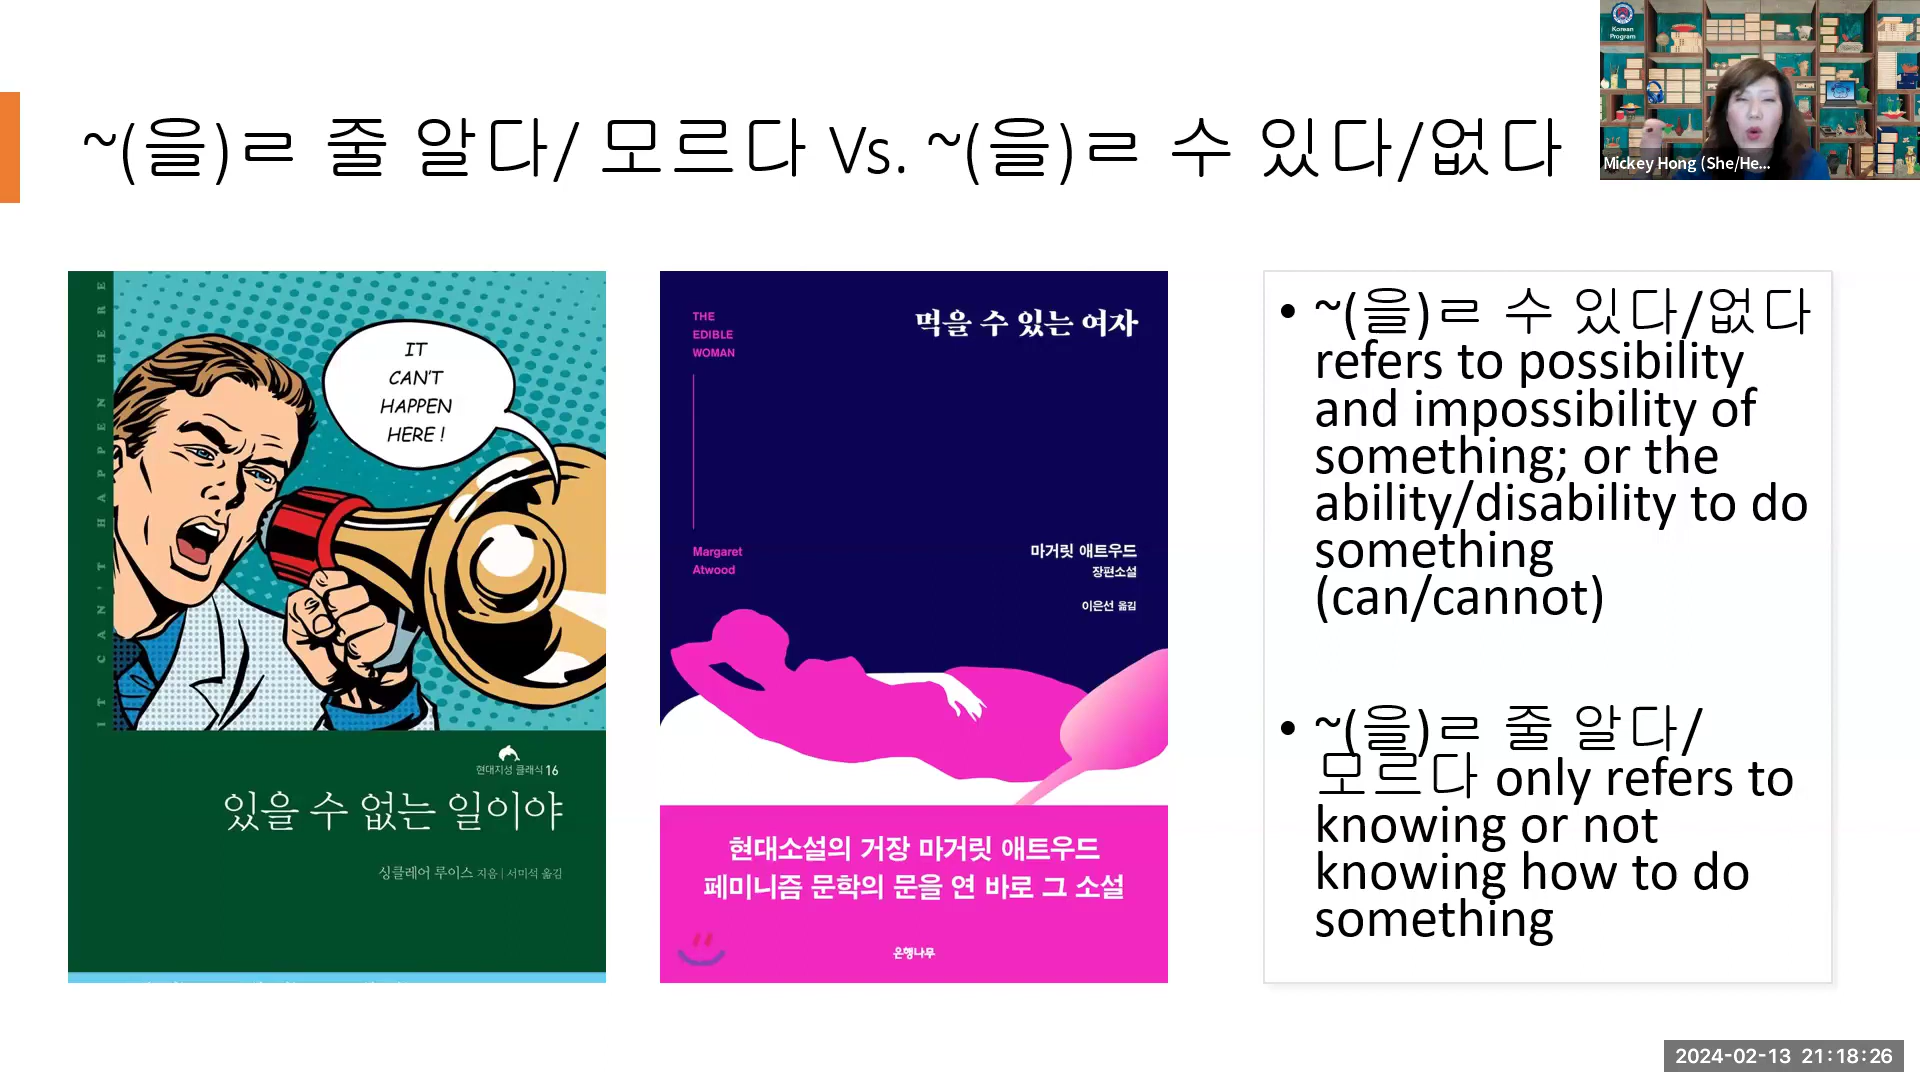 ~(을)ㄹ 줄 알다/ 모르다 Vs. ~(을)ㄹ 수 있다/없다
Korean
Program
Mickey Hong (She/He...
IT CAN'T HAPPEN HERE
IT
CAN'T
HAPPEN
HERE !
현대지성 클래식 16
있을 수 없는 일이야
싱클레어 루이스 지음 | 서미석 옮김
THE
EDIBLE
WOMAN
먹을 수 있는 여자
Margaret
Atwood
마거릿 애트우드
장편소설
이은선 옮김
현대소설의 거장 마거릿 애트우드
페미니즘 문학의 문을 연 바로 그 소설
은행나무
• ~(을)ㄹ 수 있다/없다
refers to possibility
and impossibility of
something; or the
ability/disability to do
something
(can/cannot)
• ~(을)ㄹ 줄 알다/
모르다 only refers to
knowing or not
knowing how to do
something
2024-02-13 21:18:26